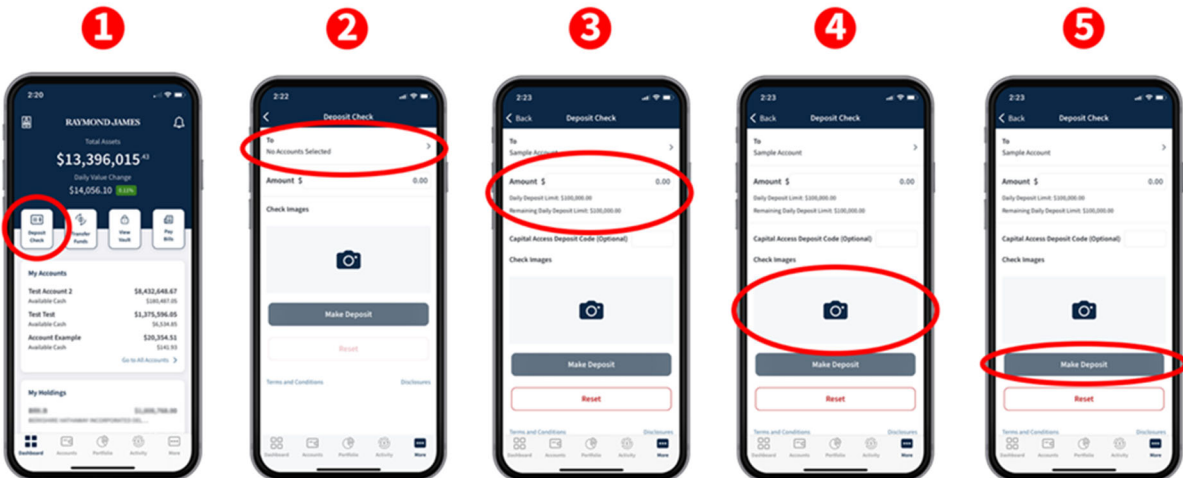 1
2
3
4
5
2:20
RAYMOND JAMES
Total Assets
$13,396,015.43
Daily Value Change
$14,056.10 0.11%
Deposit Check
Transfer Funds
View Vault
Pay Bills
My Accounts
Test Account 2 $8,432,648.67
Available Cash $180,467.05
Test Test $1,375,596.05
Available Cash $6,534.85
Account Example $20,354.51
Available Cash $141.93
Go to All Accounts >
My Holdings
Dashboard Accounts Portfolio Activity More
2:22
< Deposit Check
To
No Accounts Selected >
Amount $ 0.00
Check Images
Make Deposit
Reset
Terms and Conditions Disclosures
Dashboard Accounts Portfolio Activity More
2:23
< Back Deposit Check
To
Sample Account >
Amount $ 0.00
Daily Deposit Limit: $100,000.00
Remaining Daily Deposit Limit: $100,000.00
Capital Access Deposit Code (Optional)
Check Images
Make Deposit
Reset
Terms and Conditions Disclosures
Dashboard Accounts Portfolio Activity More
2:23
< Back Deposit Check
To
Sample Account >
Amount $ 0.00
Daily Deposit Limit: $100,000.00
Remaining Daily Deposit Limit: $100,000.00
Capital Access Deposit Code (Optional)
Check Images
Make Deposit
Reset
Terms and Conditions Disclosures
Dashboard Accounts Portfolio Activity More
2:23
< Back Deposit Check
To
Sample Account >
Amount $ 0.00
Daily Deposit Limit: $100,000.00
Remaining Daily Deposit Limit: $100,000.00
Capital Access Deposit Code (Optional)
Check Images
Make Deposit
Reset
Terms and Conditions Disclosures
Dashboard Accounts Portfolio Activity More